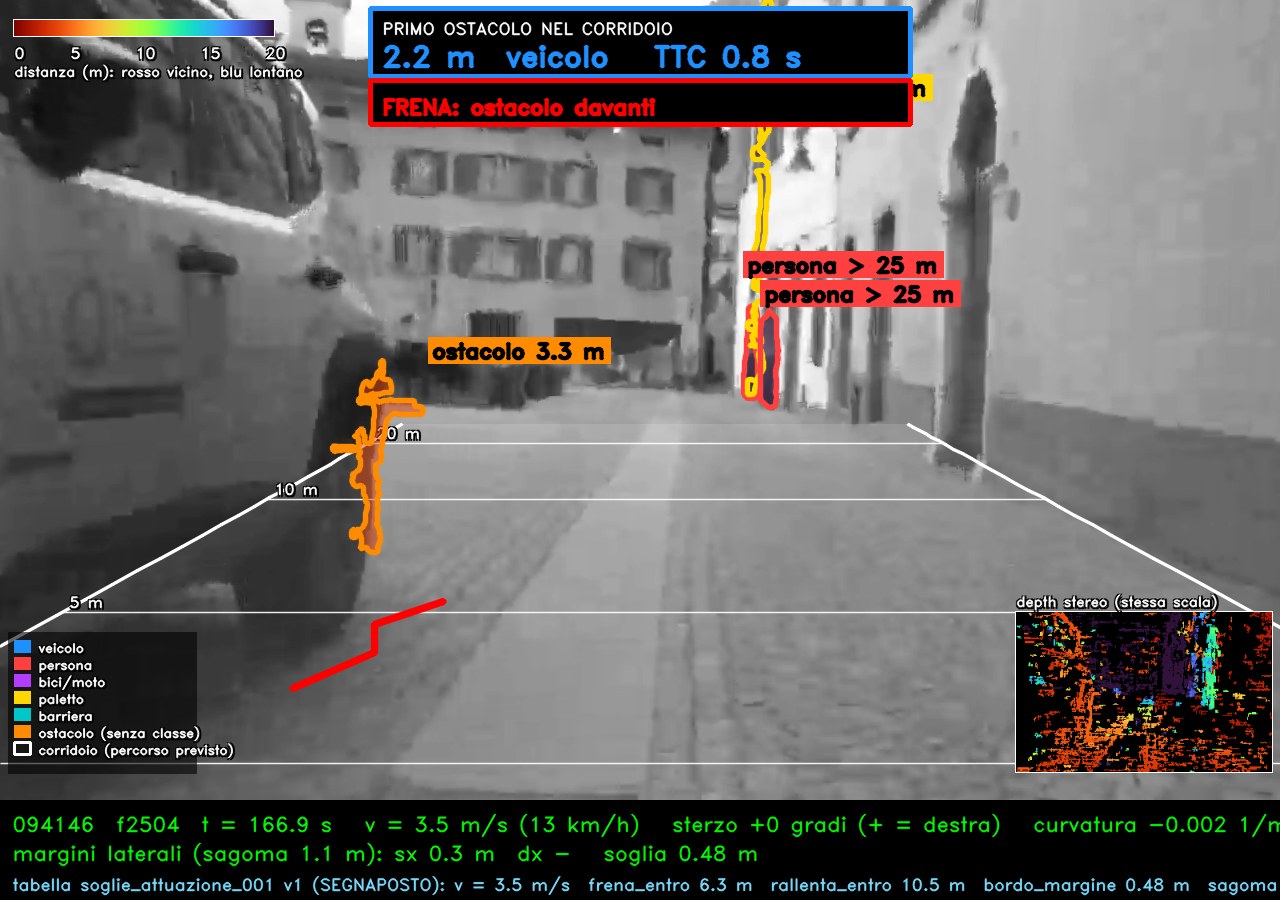 0 5 10 15 20
distanza (m): rosso vicino, blu lontano
PRIMO OSTACOLO NEL CORRIDOIO
2.2 m veicolo TTC 0.8 s
FRENA: ostacolo davanti
m
persona > 25 m
persona > 25 m
ostacolo 3.3 m
20 m
10 m
5 m
depth stereo (stessa scala)
veicolo
persona
bici/moto
paletto
barriera
ostacolo (senza classe)
corridoio (percorso previsto)
094146 f2504 t = 166.9 s v = 3.5 m/s (13 km/h) sterzo +0 gradi (+ = destra) curvatura −0.002 1/m
margini laterali (sagoma 1.1 m): sx 0.3 m dx − soglia 0.48 m
tabella soglie_attuazione_001 v1 (SEGNAPOSTO): v = 3.5 m/s frena_entro 6.3 m rallenta_entro 10.5 m bordo_margine 0.48 m sagoma